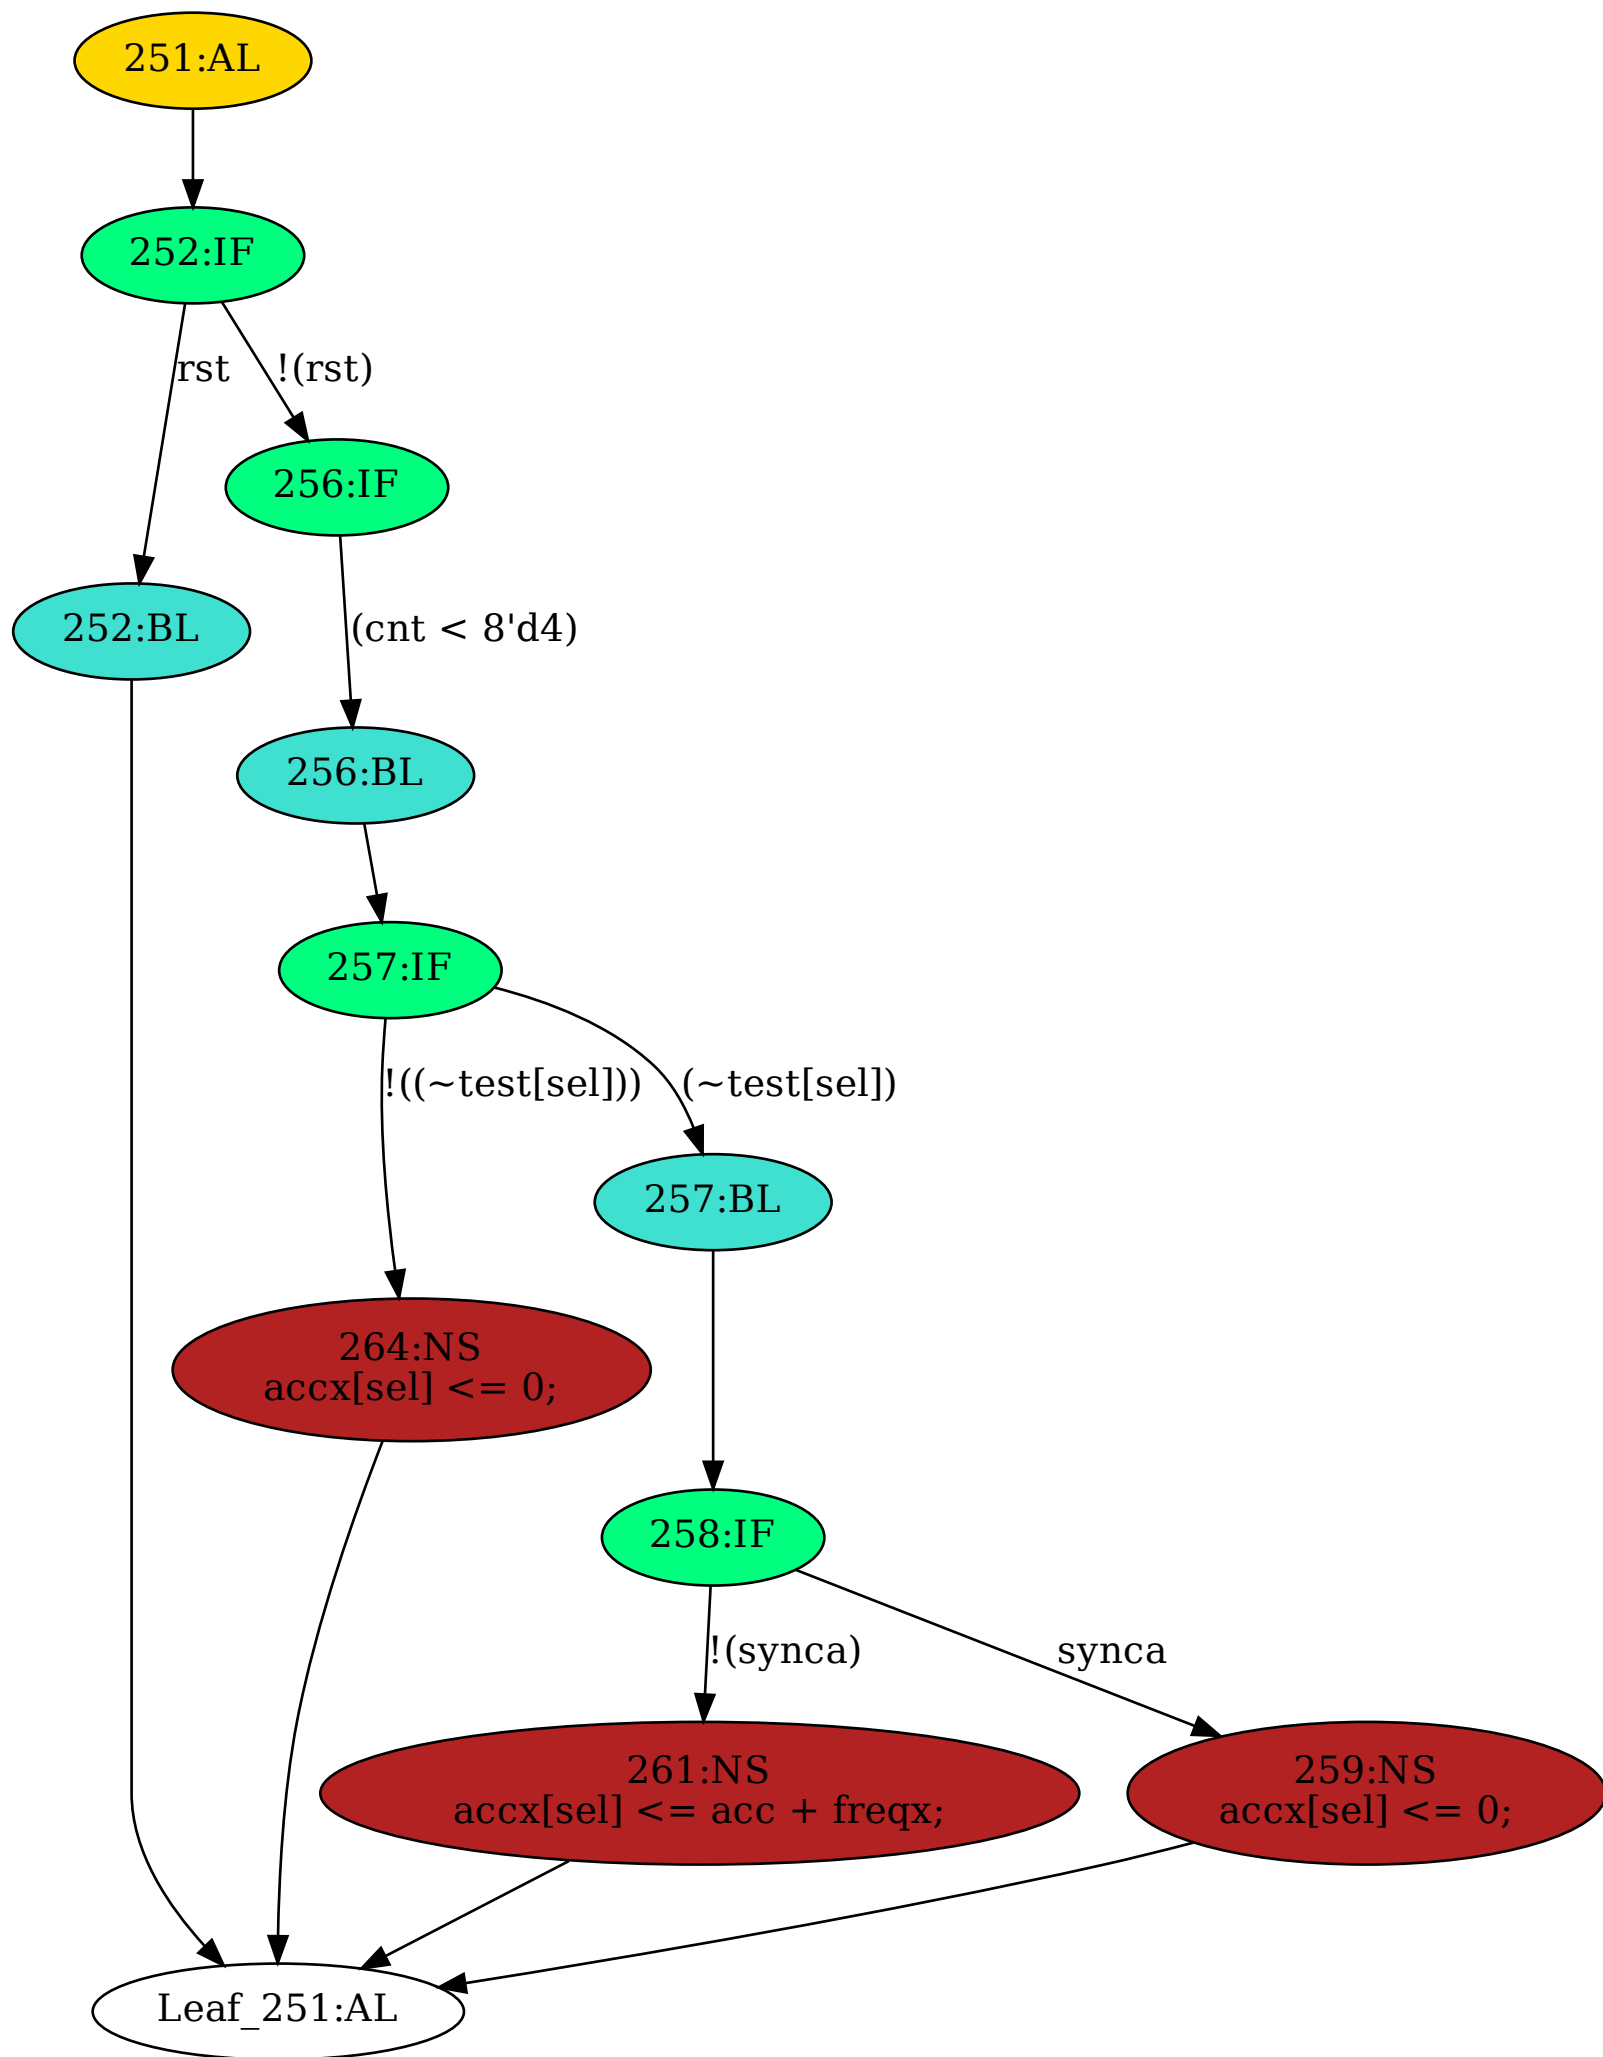 251:AL
252:IF
rst
!(rst)
256:IF
252:BL
(cnt < 8'd4)
256:BL
257:IF
!((~test[sel]))
(~test[sel])
257:BL
264:NS
accx[sel] <= 0;
258:IF
!(synca)
synca
261:NS
accx[sel] <= acc + freqx;
259:NS
accx[sel] <= 0;
Leaf_251:AL